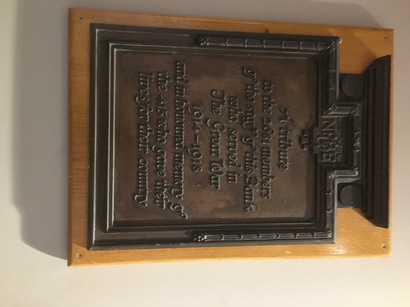 A tribute
to the members
of the staff of this Bank
who served in
The Great War
1914-1918
and in honoured memory of
the who gave their
lives for their country